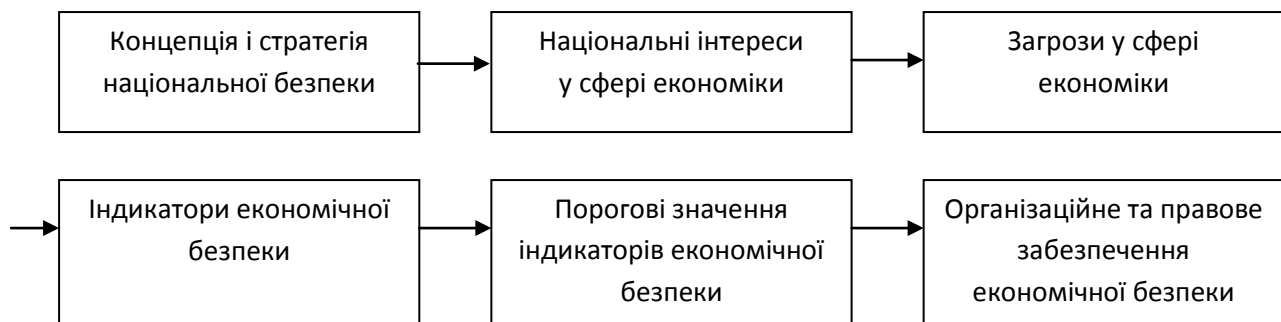 Концепція і стратегія
національної безпеки
Національні інтереси
у сфері економіки
Загрози у сфері
економіки
Індикатори економічної
безпеки
Порогові значення
індикаторів економічної
безпеки
Організаційне та правове
забезпечення
економічної безпеки